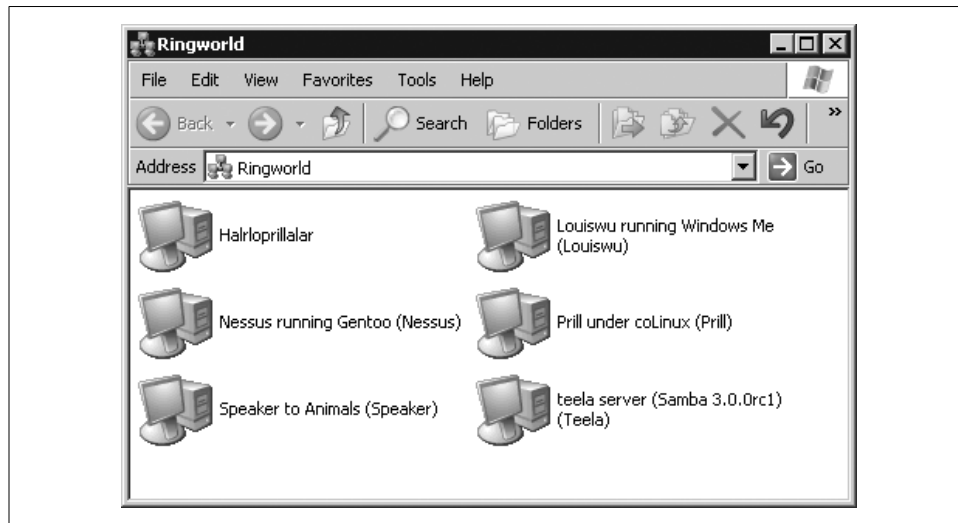 Ringworld
File Edit View Favorites Tools Help
Back Search Folders »
Address Ringworld Go
Halrloprillalar
Louiswu running Windows Me
(Louiswu)
Nessus running Gentoo (Nessus)
Prill under coLinux (Prill)
Speaker to Animals (Speaker)
teela server (Samba 3.0.0rc1)
(Teela)